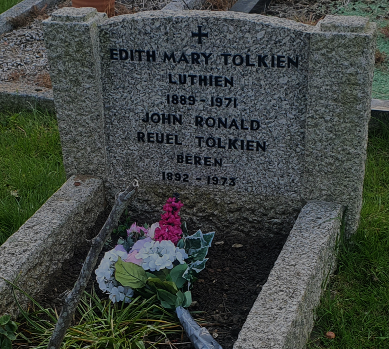 EDITH MARY TOLKIEN
LUTHIEN
1889 - 1971
JOHN RONALD
REUEL TOLKIEN
BEREN
1892 - 1973